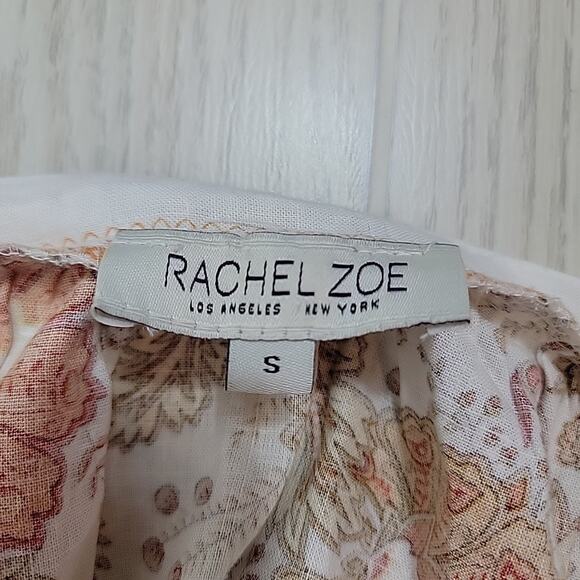 RACHEL ZOE
LOS ANGELES / NEW YORK
S